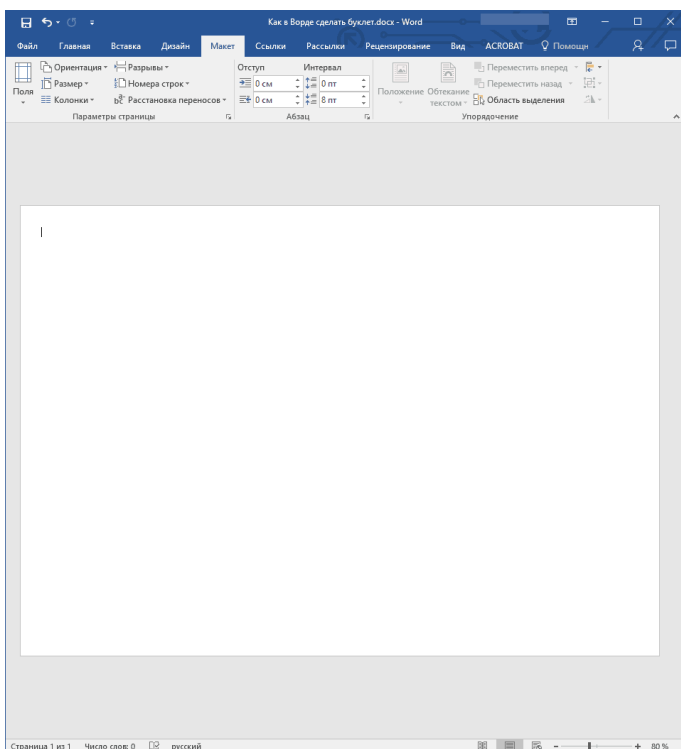 Как в Ворде сделать буклет.docx - Word
Файл Главная Вставка Дизайн Макет Ссылки Рассылки Рецензирование Вид ACROBAT Помощн
Поля
Ориентация
Размер
Колонки
Разрывы
Номера строк
Расстановка переносов
Параметры страницы
Отступ Интервал
0 см 0 пт
0 см 8 пт
Абзац
Положение
Обтекание текстом
Переместить вперед
Переместить назад
Область выделения
Упорядочение
Страница 1 из 1 Число слов: 0 русский 80 %